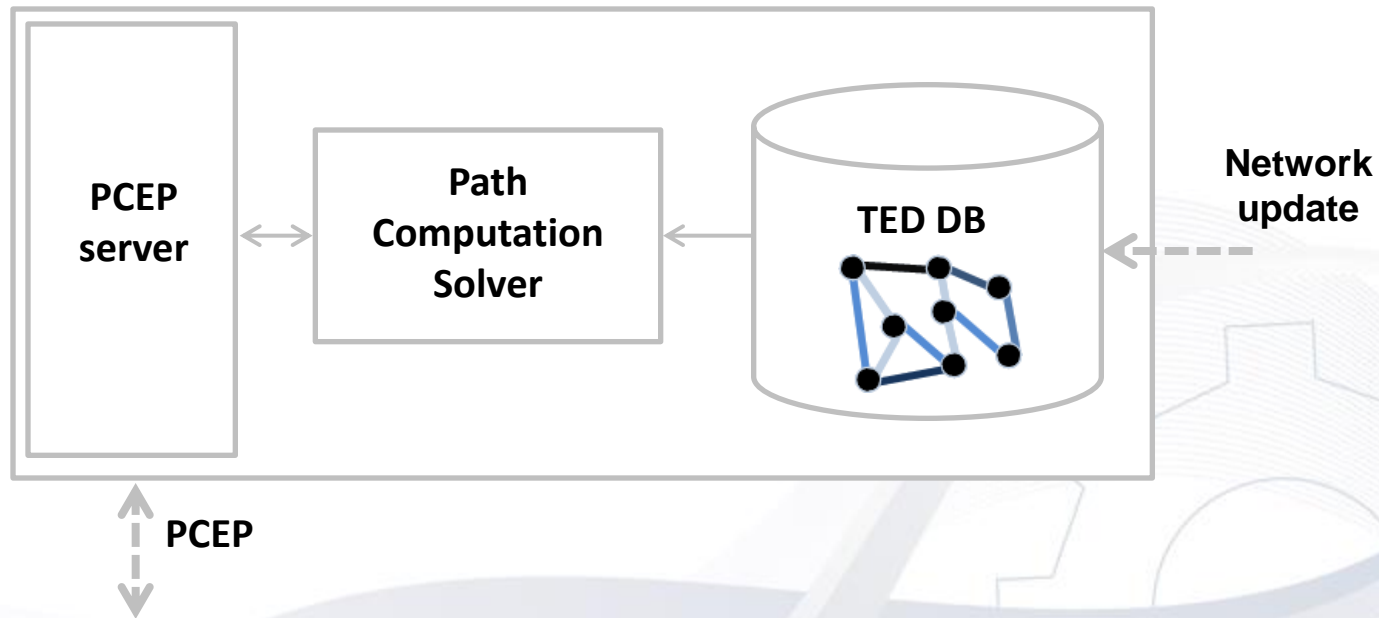 PCEP
server
Path
Computation
Solver
TED DB
Network
update
PCEP